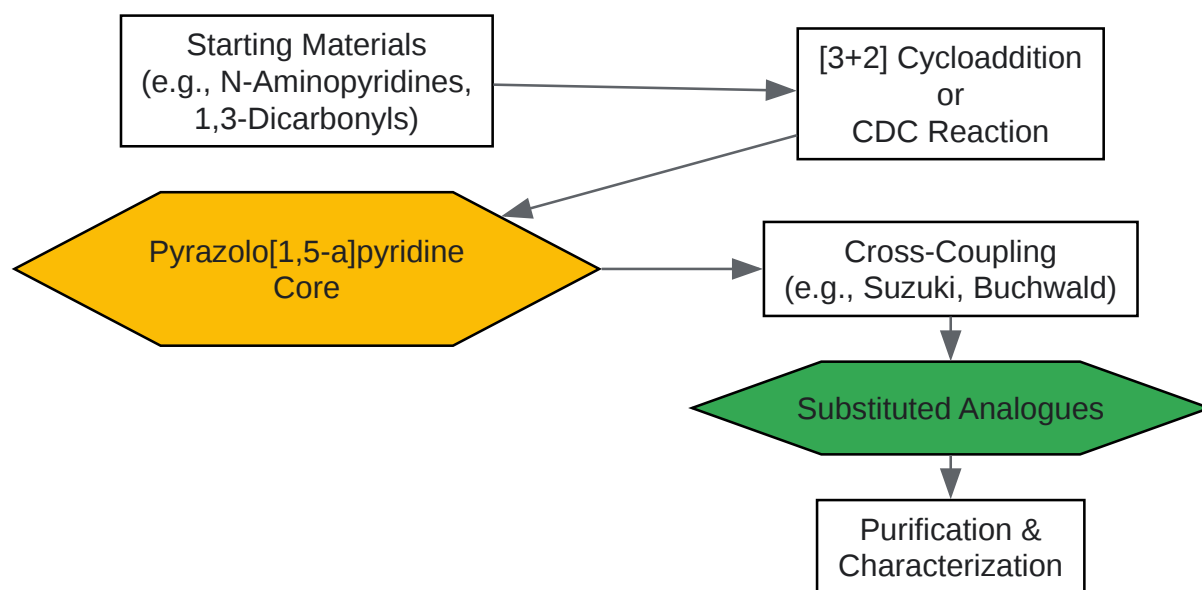 Starting Materials
(e.g., N-Aminopyridines,
1,3-Dicarbonyls)
[3+2] Cycloaddition
or
CDC Reaction
Pyrazolo[1,5-a]pyridine
Core
Cross-Coupling
(e.g., Suzuki, Buchwald)
Substituted Analogues
Purification &
Characterization